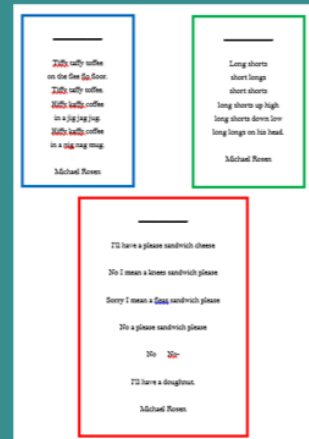 Tiffy taffy toffee
on the flee flo floor.
Tiffy taffy toffee.
Kiffy kaffy coffee
in a jig jag jug.
Kiffy kaffy coffee
in a nig nag mug.
Michael Rosen
Long shorts
short longs
short shorts
long shorts up high
long shorts down low
long longs on his head.
Michael Rosen
I'll have a please sandwich cheese
No I mean a knees sandwich please
Sorry I mean a fleas sandwich please
No a please sandwich please
No No-
I'll have a doughnut.
Michael Rosen